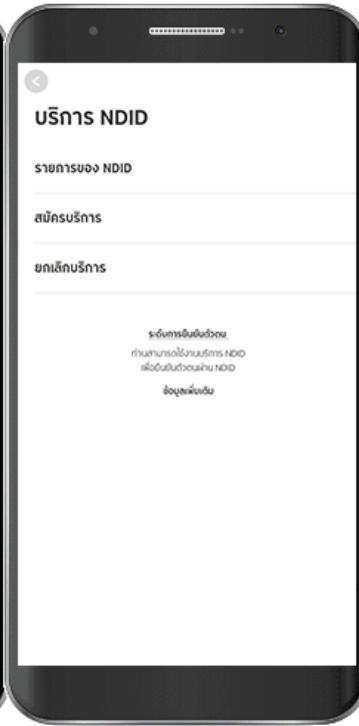 บริการ NDID
รายการของ NDID
สมัครบริการ
ยกเลิกบริการ
ระดับการยืนยันตัวตน
ท่านสามารถใช้งานบริการ NDID
เพื่อยืนยันตัวตนผ่าน NDID
ข้อมูลเพิ่มเติม